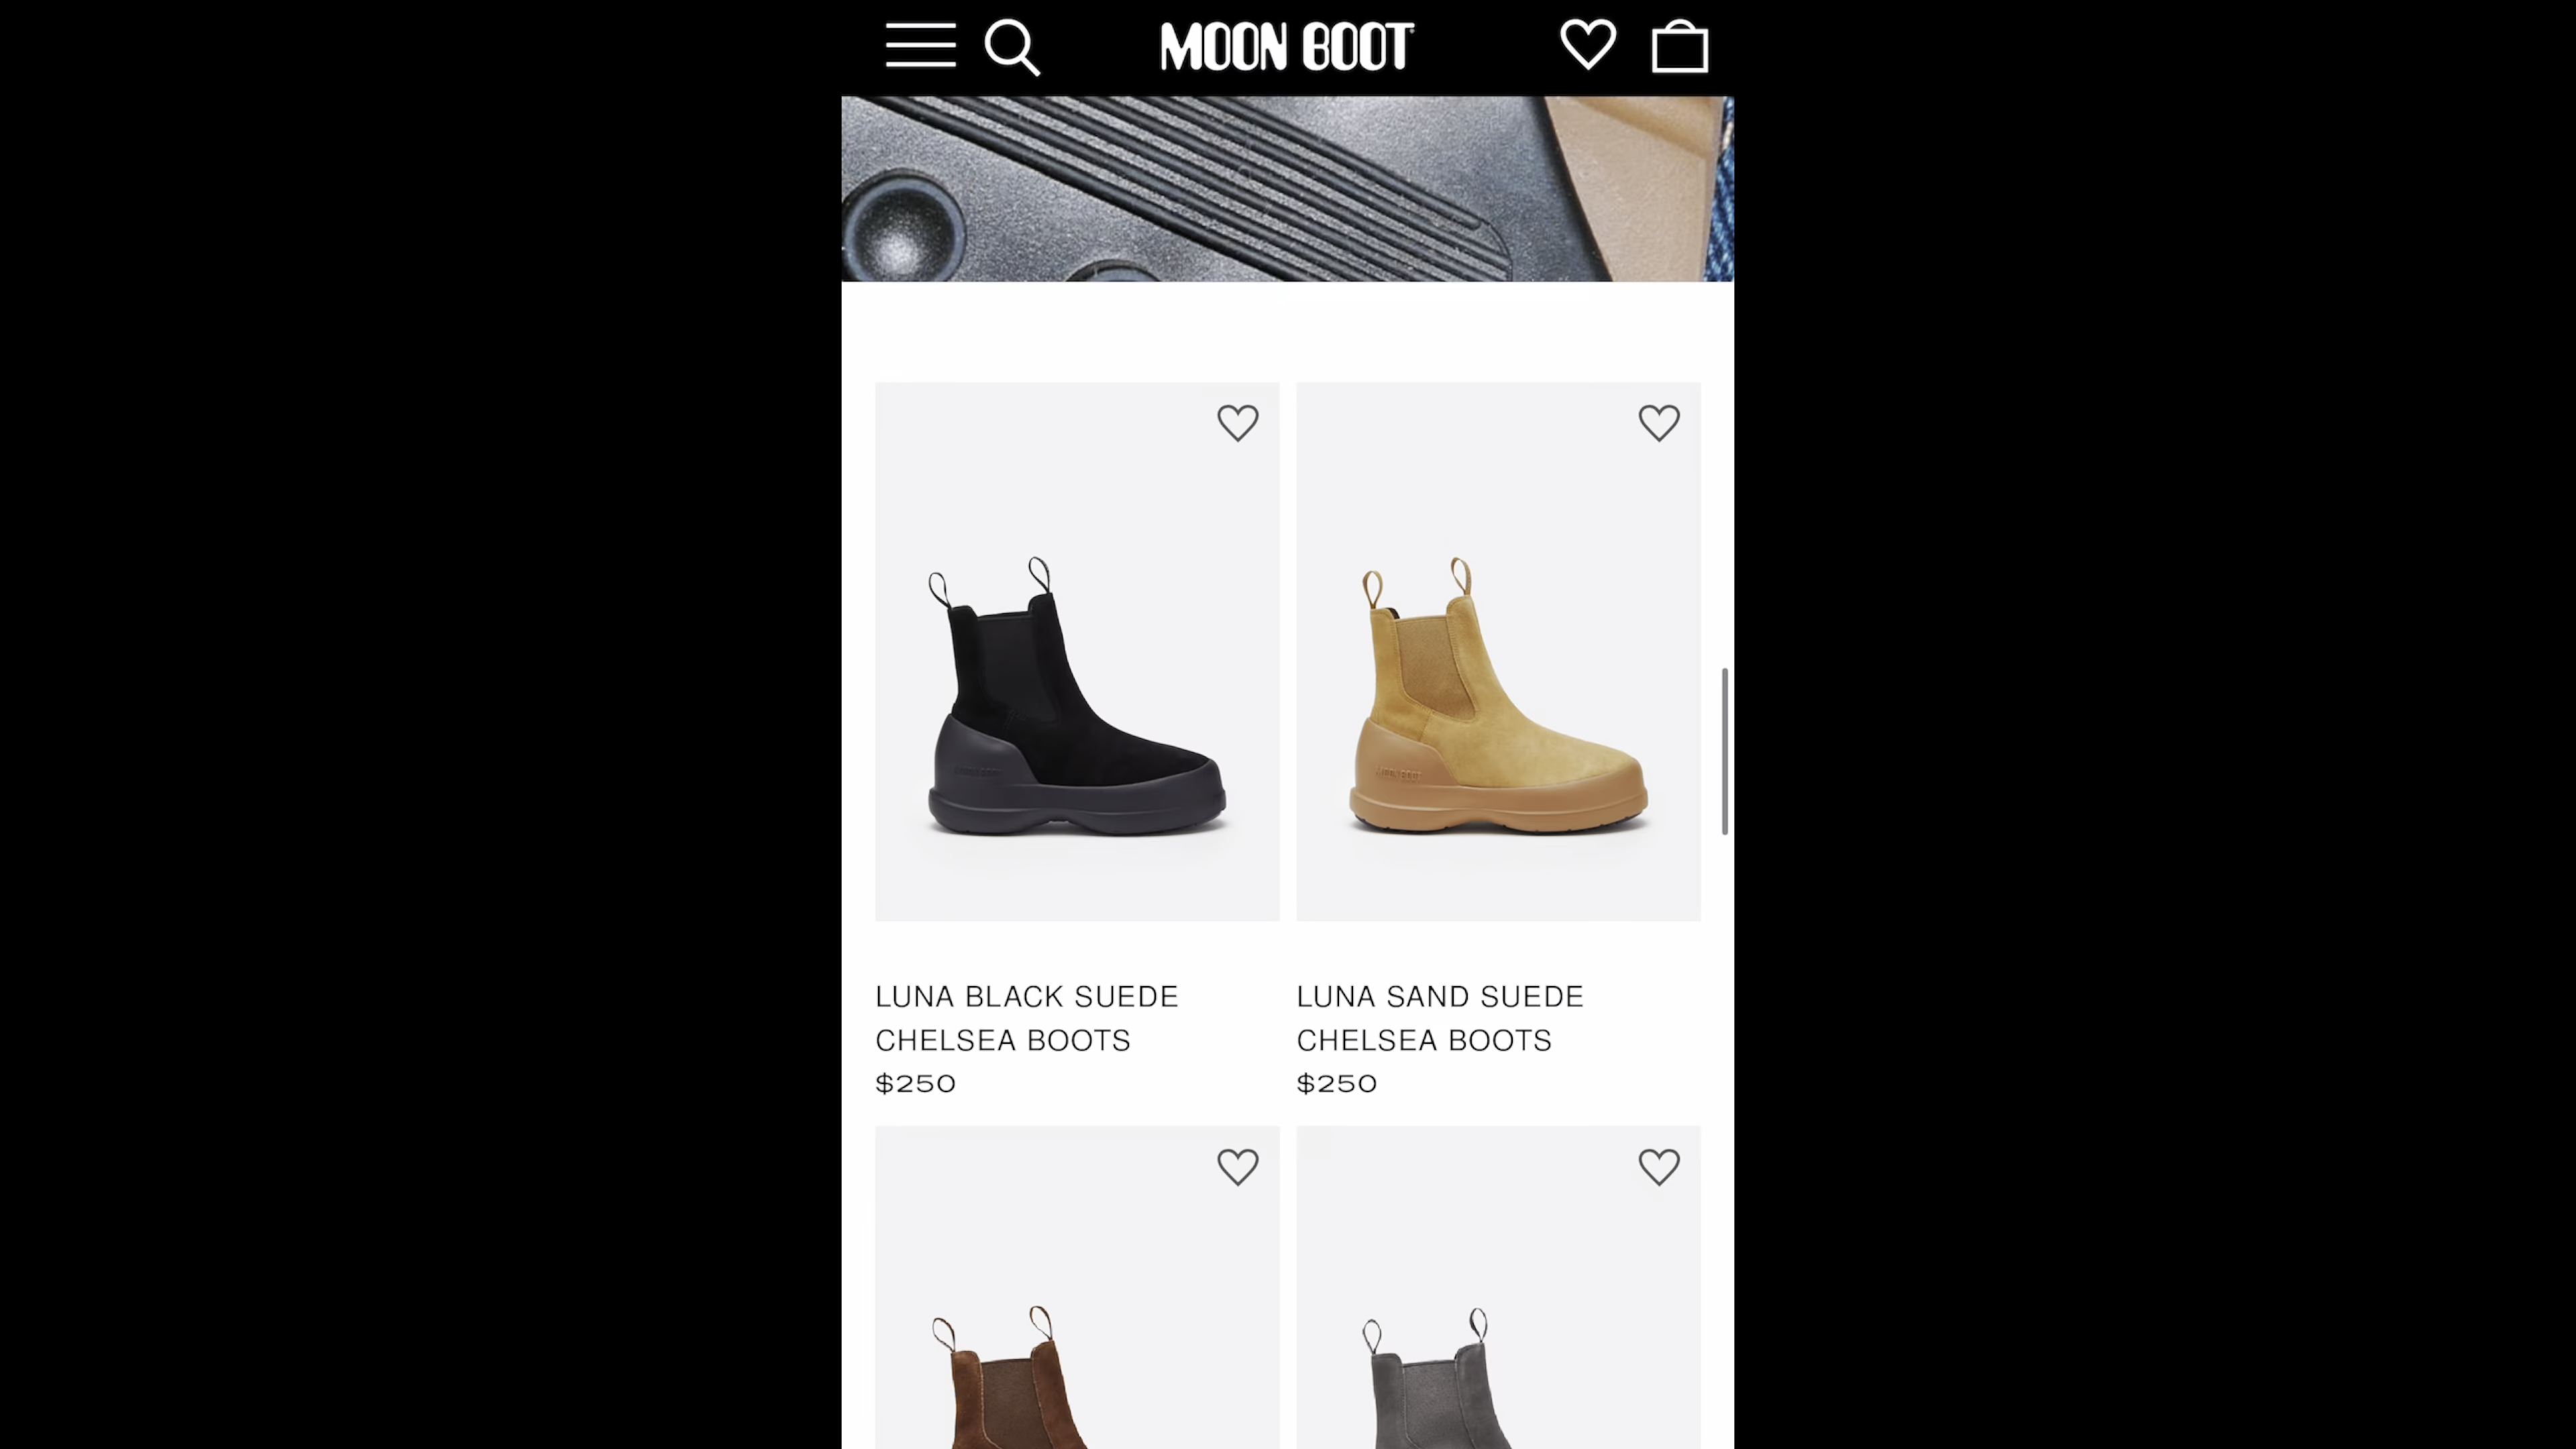 MOON BOOT
LUNA BLACK SUEDE
CHELSEA BOOTS
$250
LUNA SAND SUEDE
CHELSEA BOOTS
$250